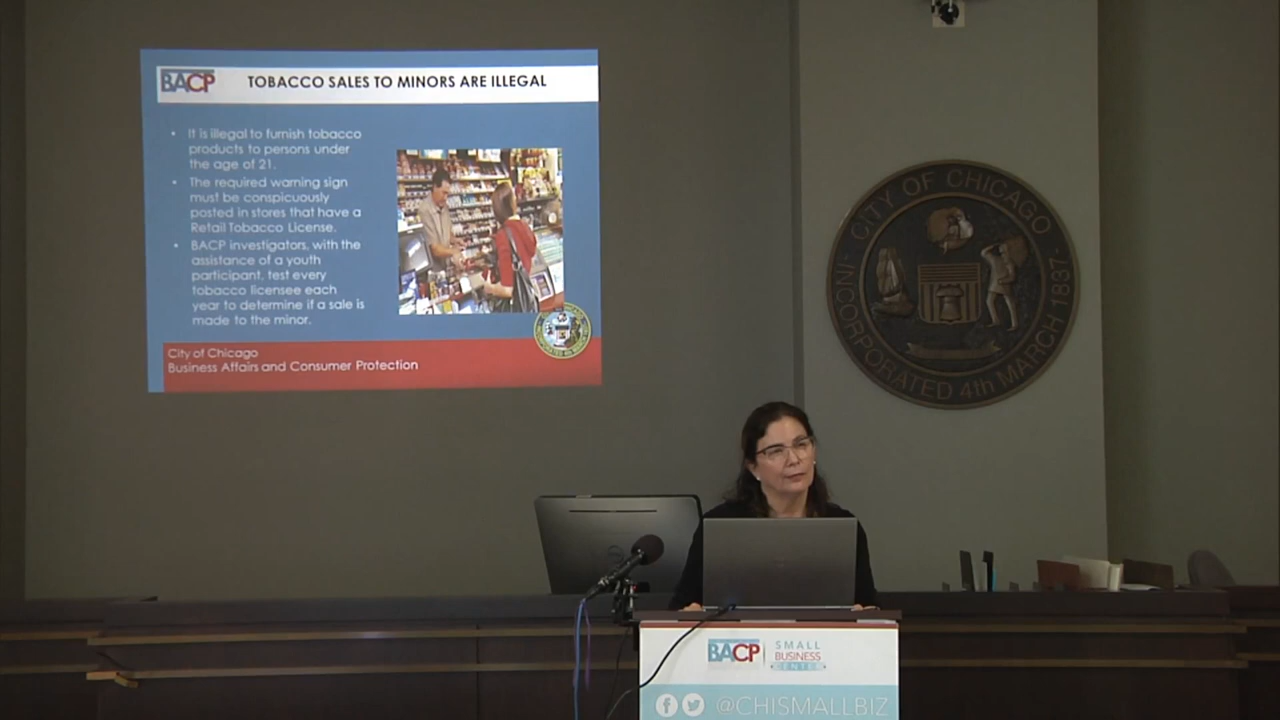 BACP
TOBACCO SALES TO MINORS ARE ILLEGAL
• It is illegal to furnish tobacco
products to persons under
the age of 21.
• The required warning sign
must be conspicuously
posted in stores that have a
Retail Tobacco License.
• BACP investigators, with the
assistance of a youth
participant, test every
tobacco licensee each
year to determine if a sale is
made to the minor.
City of Chicago
Business Affairs and Consumer Protection
CITY OF CHICAGO
INCORPORATED 4th MARCH 1837
BACP
SMALL
BUSINESS
CENTER
@CHISMALLBIZ